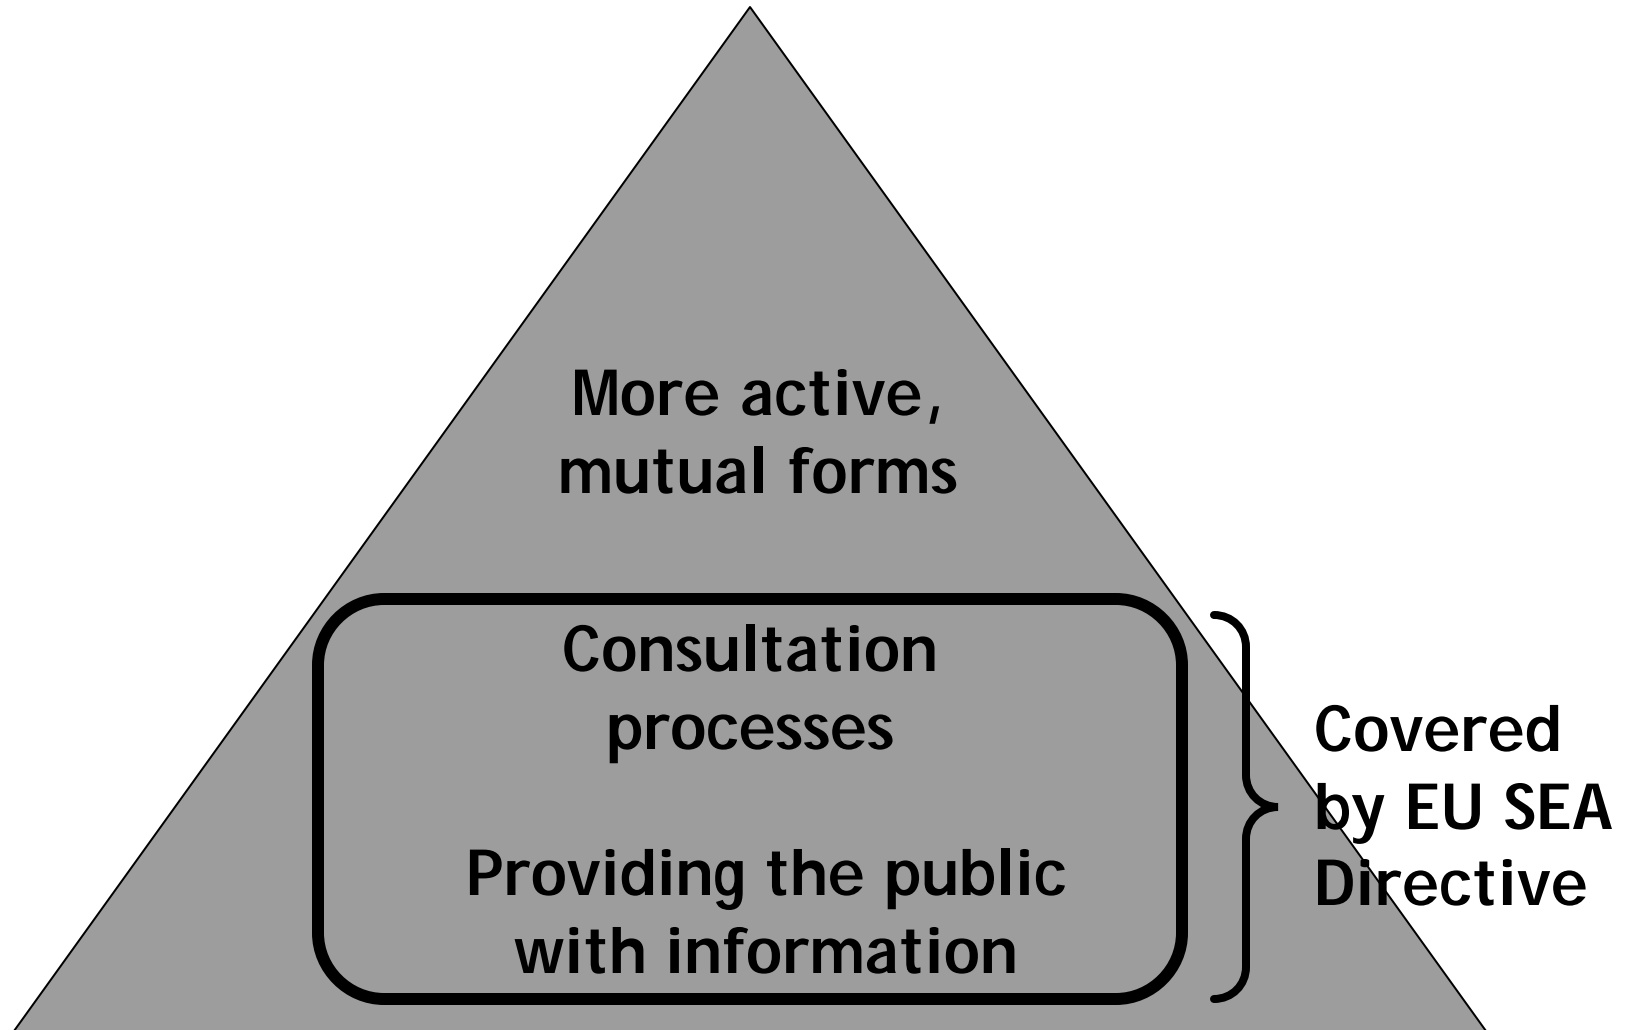 More active,
mutual forms
Consultation
processes
Providing the public
with information
Covered
by EU SEA
Directive